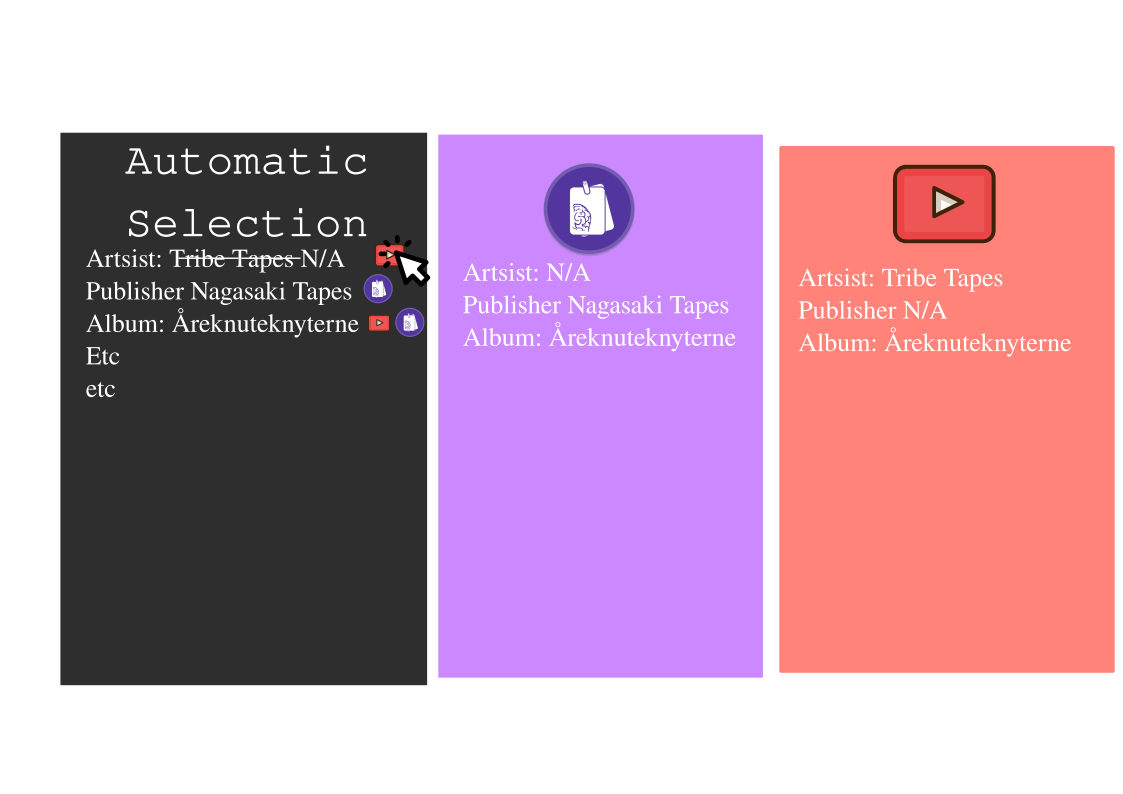 Automatic
Selection
Artsist: Tribe Tapes N/A
Publisher Nagasaki Tapes
Album: Åreknuteknyterne
Etc
etc
Artsist: N/A
Publisher Nagasaki Tapes
Album: Åreknuteknyterne
Artsist: Tribe Tapes
Publisher N/A
Album: Åreknuteknyterne